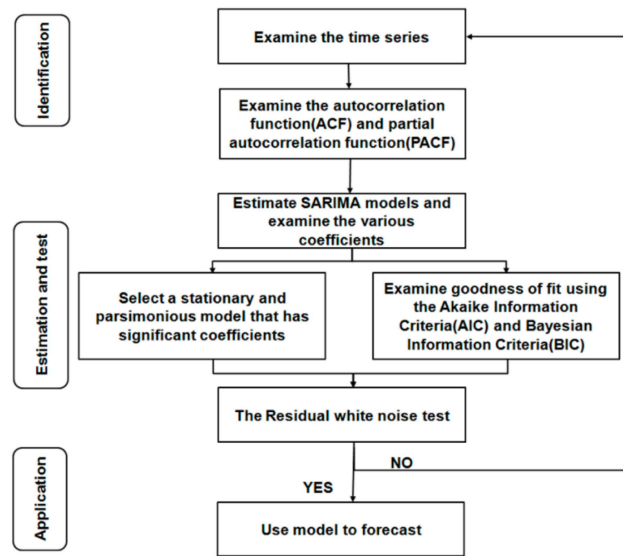 Identification
Examine the time series
Examine the autocorrelation
function(ACF) and partial
autocorrelation function(PACF)
Estimation and test
Estimate SARIMA models and
examine the various
coefficients
Select a stationary and
parsimonious model that has
significant coefficients
Examine goodness of fit using
the Akaike Information
Criteria(AIC) and Bayesian
Information Criteria(BIC)
The Residual white noise test
Application
NO
YES
Use model to forecast